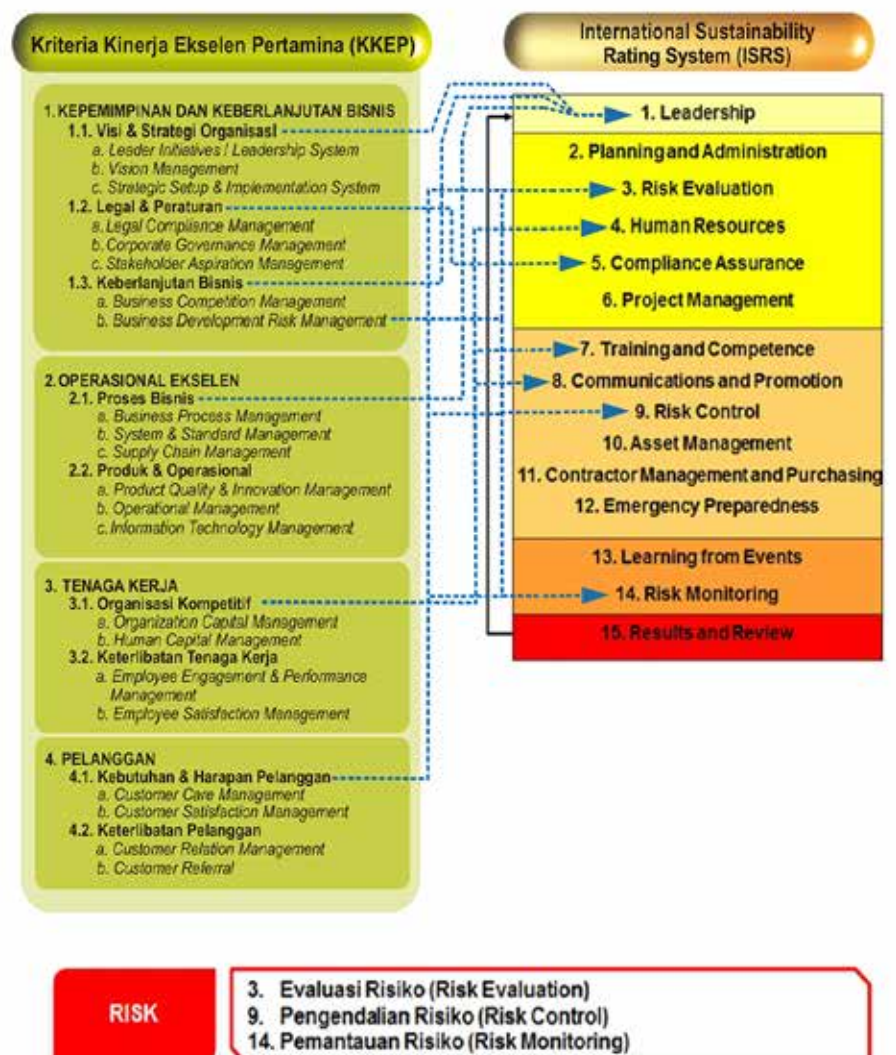 Kriteria Kinerja Ekselen Pertamina (KKEP)
1. KEPEMIMPINAN DAN KEBERLANJUTAN BISNIS
1.1. Visi & Strategi Organisasi
a. Leader Initiatives / Leadership System
b. Vision Management
c. Strategic Setup & Implementation System
1.2. Legal & Peraturan
a. Legal Compliance Management
b. Corporate Governance Management
c. Stakeholder Aspiration Management
1.3. Keberlanjutan Bisnis
a. Business Competition Management
b. Business Development Risk Management
2. OPERASIONAL EKSELEN
2.1. Proses Bisnis
a. Business Process Management
b. System & Standard Management
c. Supply Chain Management
2.2. Produk & Operasional
a. Product Quality & Innovation Management
b. Operational Management
c. Information Technology Management
3. TENAGA KERJA
3.1. Organisasi Kompetitif
a. Organization Capital Management
b. Human Capital Management
3.2. Keterlibatan Tenaga Kerja
a. Employee Engagement & Performance
Management
b. Employee Satisfaction Management
4. PELANGGAN
4.1. Kebutuhan & Harapan Pelanggan
a. Customer Care Management
b. Customer Satisfaction Management
4.2. Keterlibatan Pelanggan
a. Customer Relation Management
b. Customer Referral
International Sustainability
Rating System (ISRS)
1. Leadership
2. Planning and Administration
3. Risk Evaluation
4. Human Resources
5. Compliance Assurance
6. Project Management
7. Training and Competence
8. Communications and Promotion
9. Risk Control
10. Asset Management
11. Contractor Management and Purchasing
12. Emergency Preparedness
13. Learning from Events
14. Risk Monitoring
15. Results and Review
RISK
3. Evaluasi Risiko (Risk Evaluation)
9. Pengendalian Risiko (Risk Control)
14. Pemantauan Risiko (Risk Monitoring)